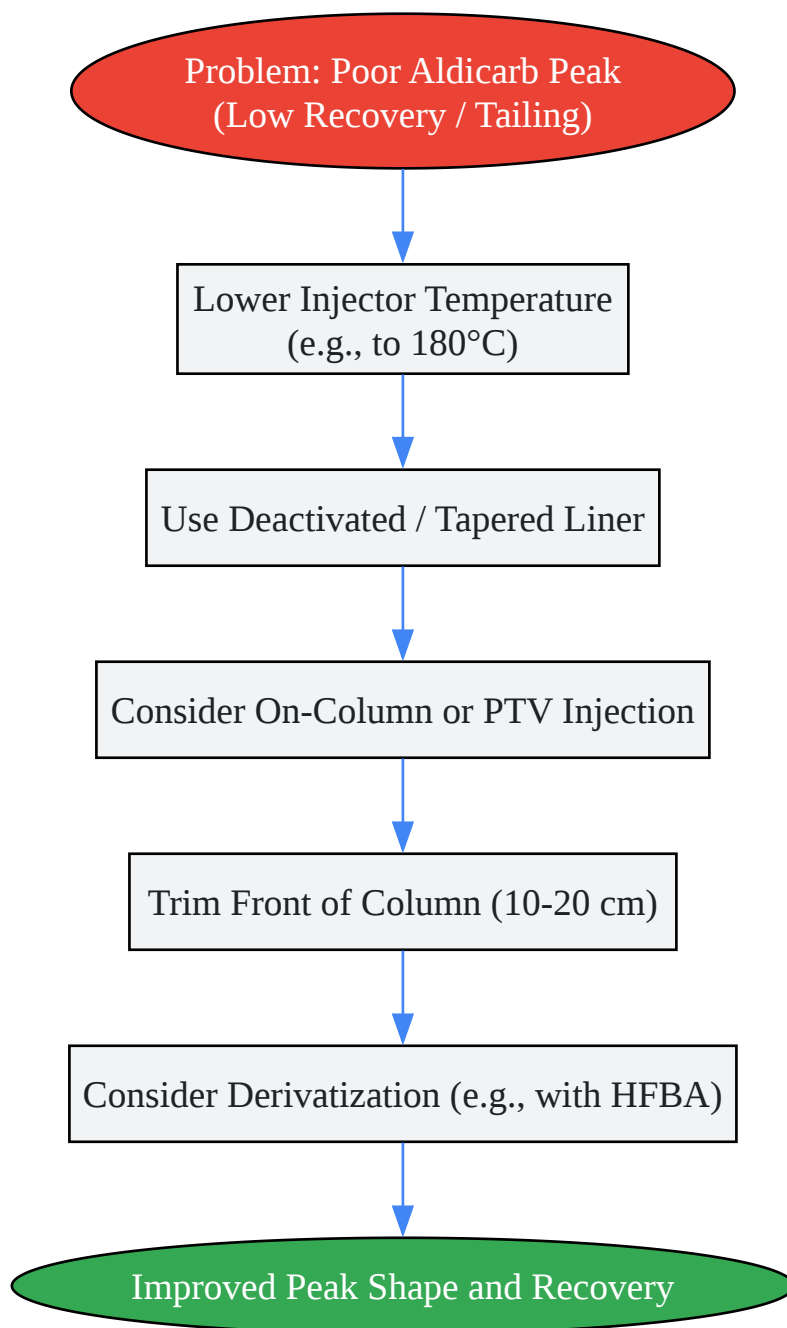 Problem: Poor Aldicarb Peak
(Low Recovery / Tailing)
Lower Injector Temperature
(e.g., to 180°C)
Use Deactivated / Tapered Liner
Consider On-Column or PTV Injection
Trim Front of Column (10-20 cm)
Consider Derivatization (e.g., with HFBA)
Improved Peak Shape and Recovery